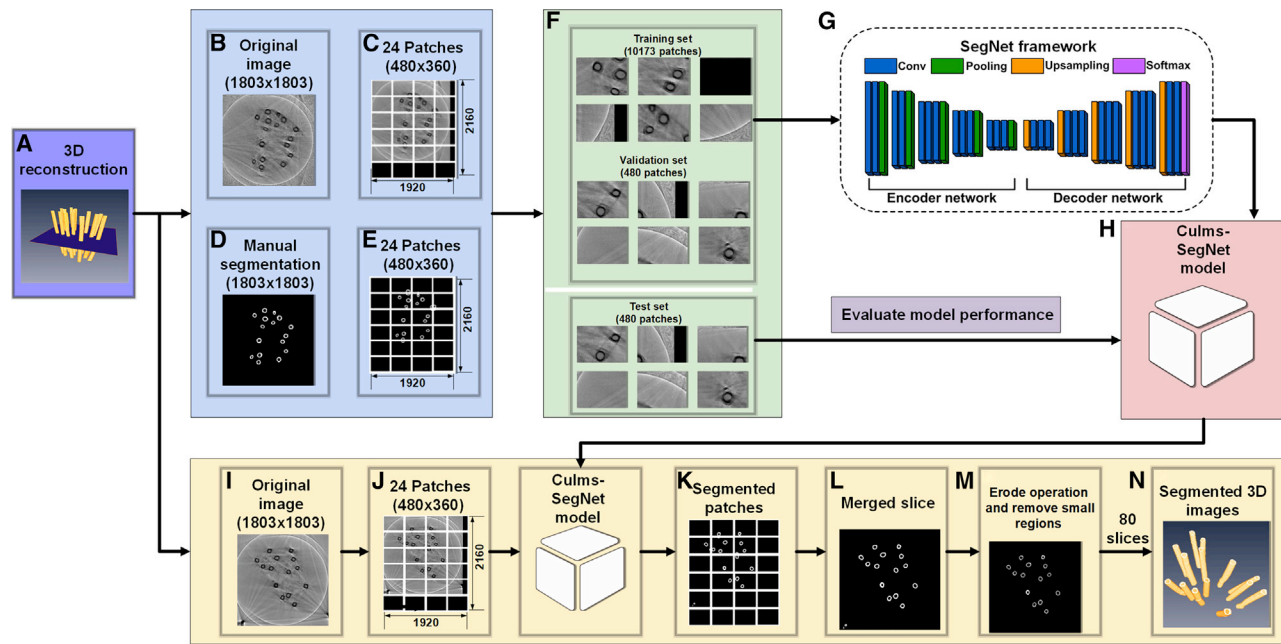 A
3D
reconstruction
B
Original
image
(1803x1803)
C
24 Patches
(480x360)
2160
1920
D
Manual
segmentation
(1803x1803)
E
24 Patches
(480x360)
2160
1920
F
Training set
(10173 patches)
Validation set
(480 patches)
Test set
(480 patches)
G
SegNet framework
Conv
Pooling
Upsampling
Softmax
Encoder network
Decoder network
Evaluate model performance
H
Culms-
SegNet
model
I
Original
image
(1803x1803)
J
24 Patches
(480x360)
2160
1920
Culms-
SegNet
model
K
Segmented
patches
L
Merged slice
M
Erode operation
and remove small
regions
80
slices
N
Segmented 3D
images